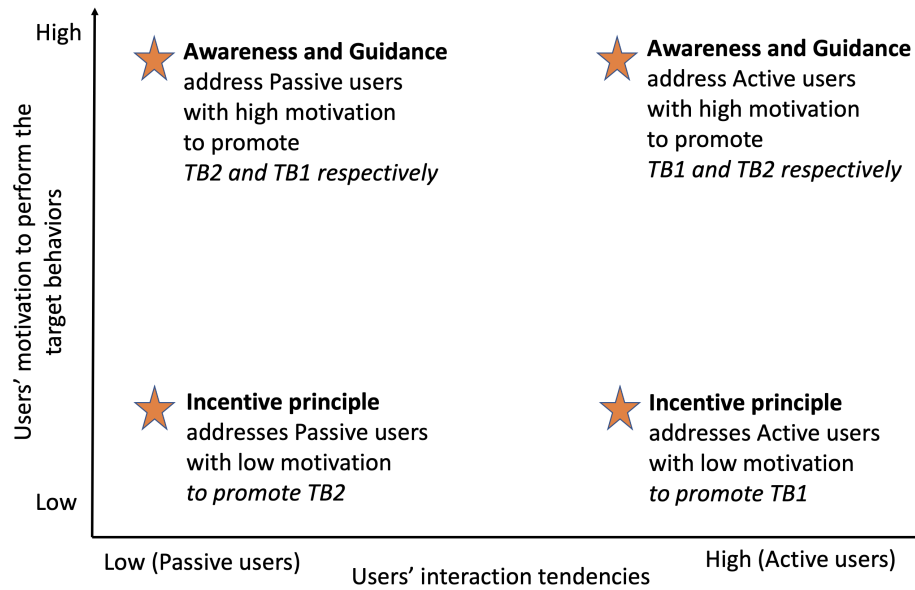 High
Users' motivation to perform the
target behaviors
Low
Awareness and Guidance
address Passive users
with high motivation
to promote
TB2 and TB1 respectively
Awareness and Guidance
address Active users
with high motivation
to promote
TB1 and TB2 respectively
Incentive principle
addresses Passive users
with low motivation
to promote TB2
Incentive principle
addresses Active users
with low motivation
to promote TB1
Low (Passive users)
Users' interaction tendencies
High (Active users)